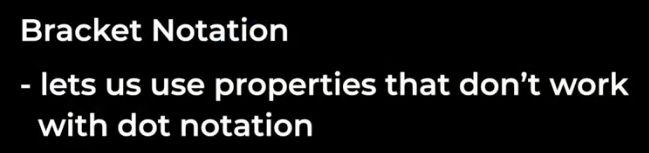 Bracket Notation
- lets us use properties that don’t work
with dot notation